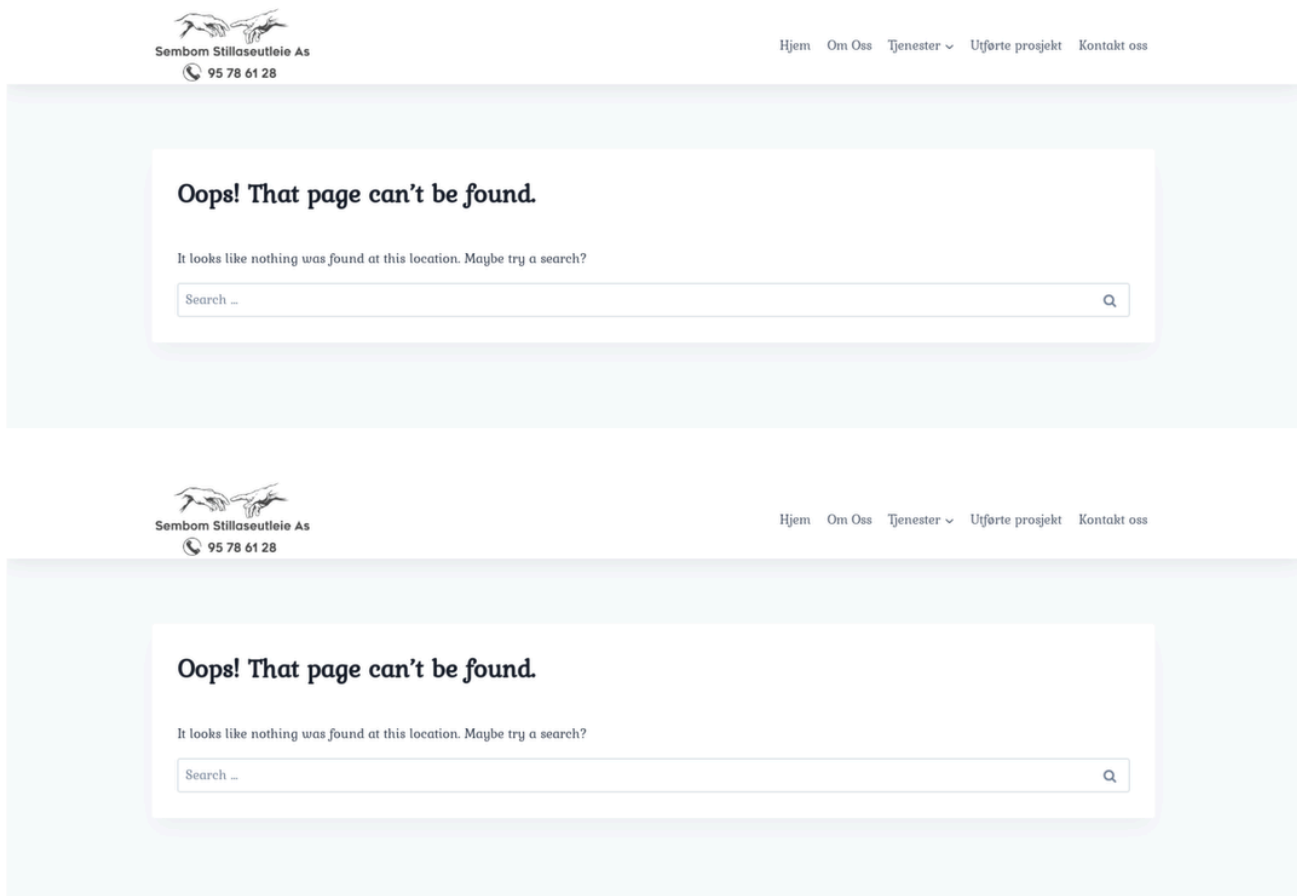 Sembom Stillaseutleie As
95 78 61 28
Hjem Om Oss Tjenester Utførte prosjekt Kontakt oss
Oops! That page can’t be found.
It looks like nothing was found at this location. Maybe try a search?
Search ...
Sembom Stillaseutleie As
95 78 61 28
Hjem Om Oss Tjenester Utførte prosjekt Kontakt oss
Oops! That page can’t be found.
It looks like nothing was found at this location. Maybe try a search?
Search ...